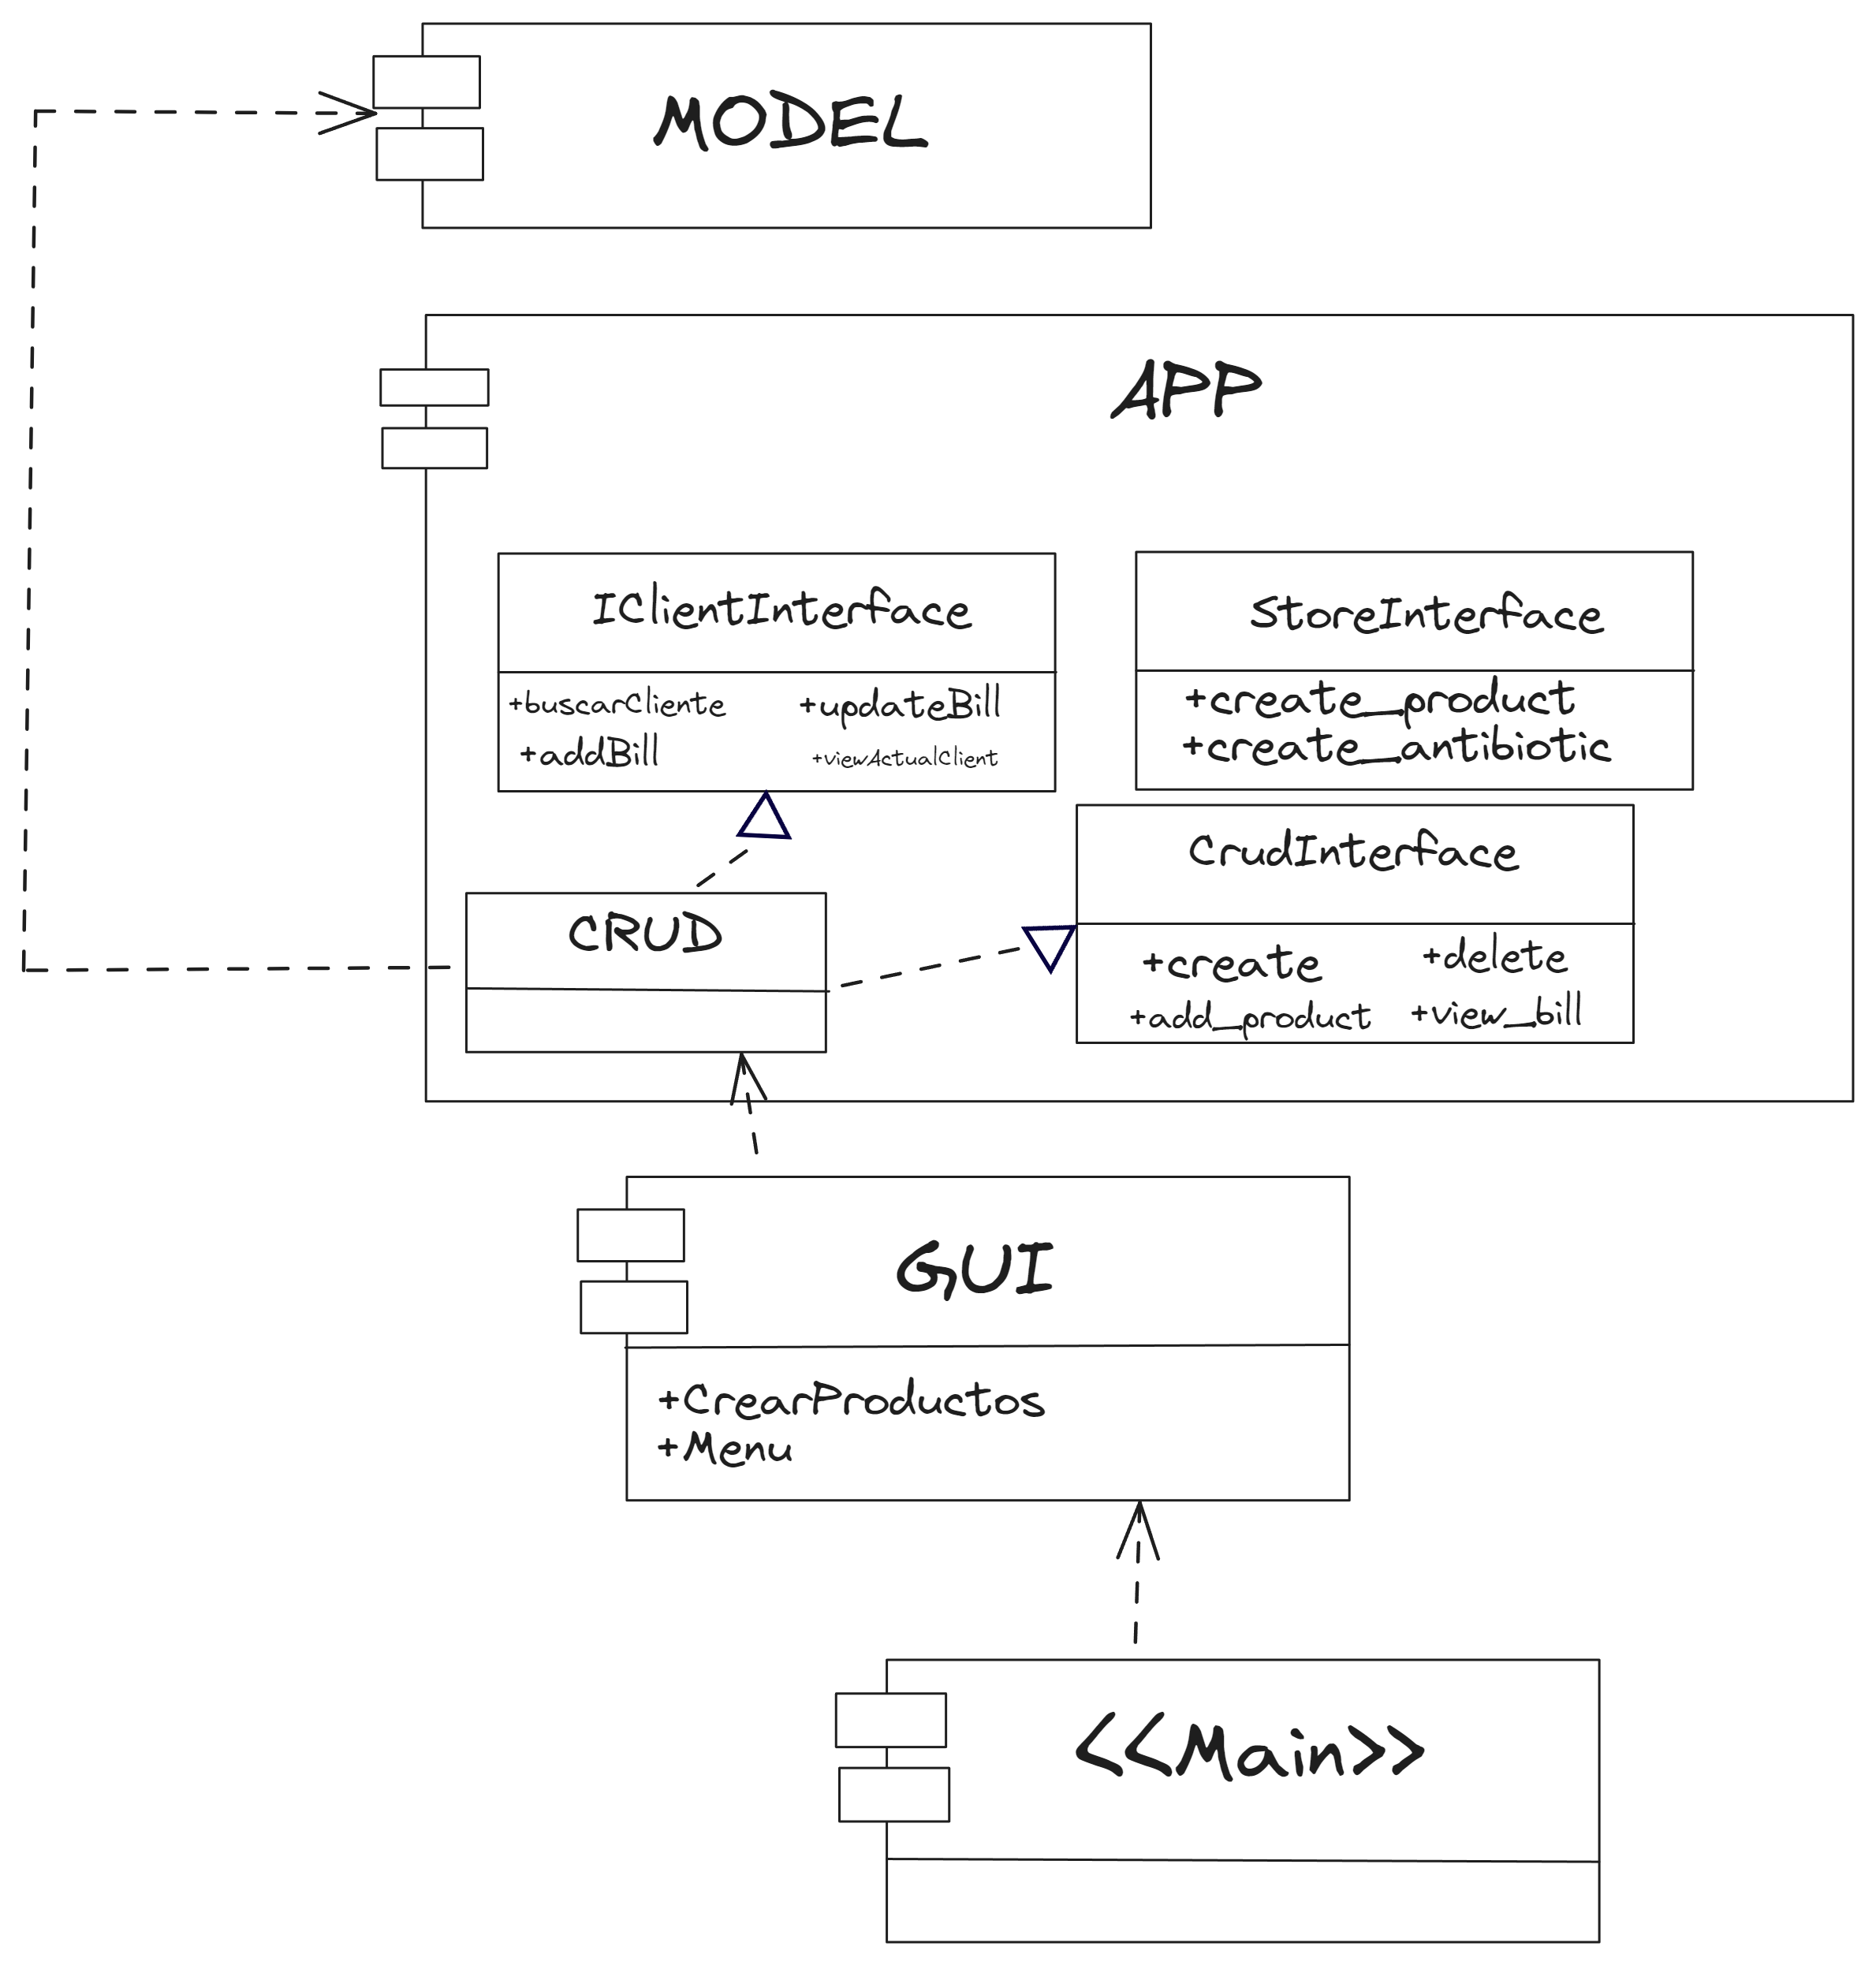 MODEL
APP
IClientInterface
+buscarCliente +updateBill
+addBill +viewActualClient
StoreInterface
+create_product
+create_antibiotic
CrudInterface
+create +delete
+add_product +view_bill
CRUD
GUI
+CrearProductos
+Menu
<<Main>>